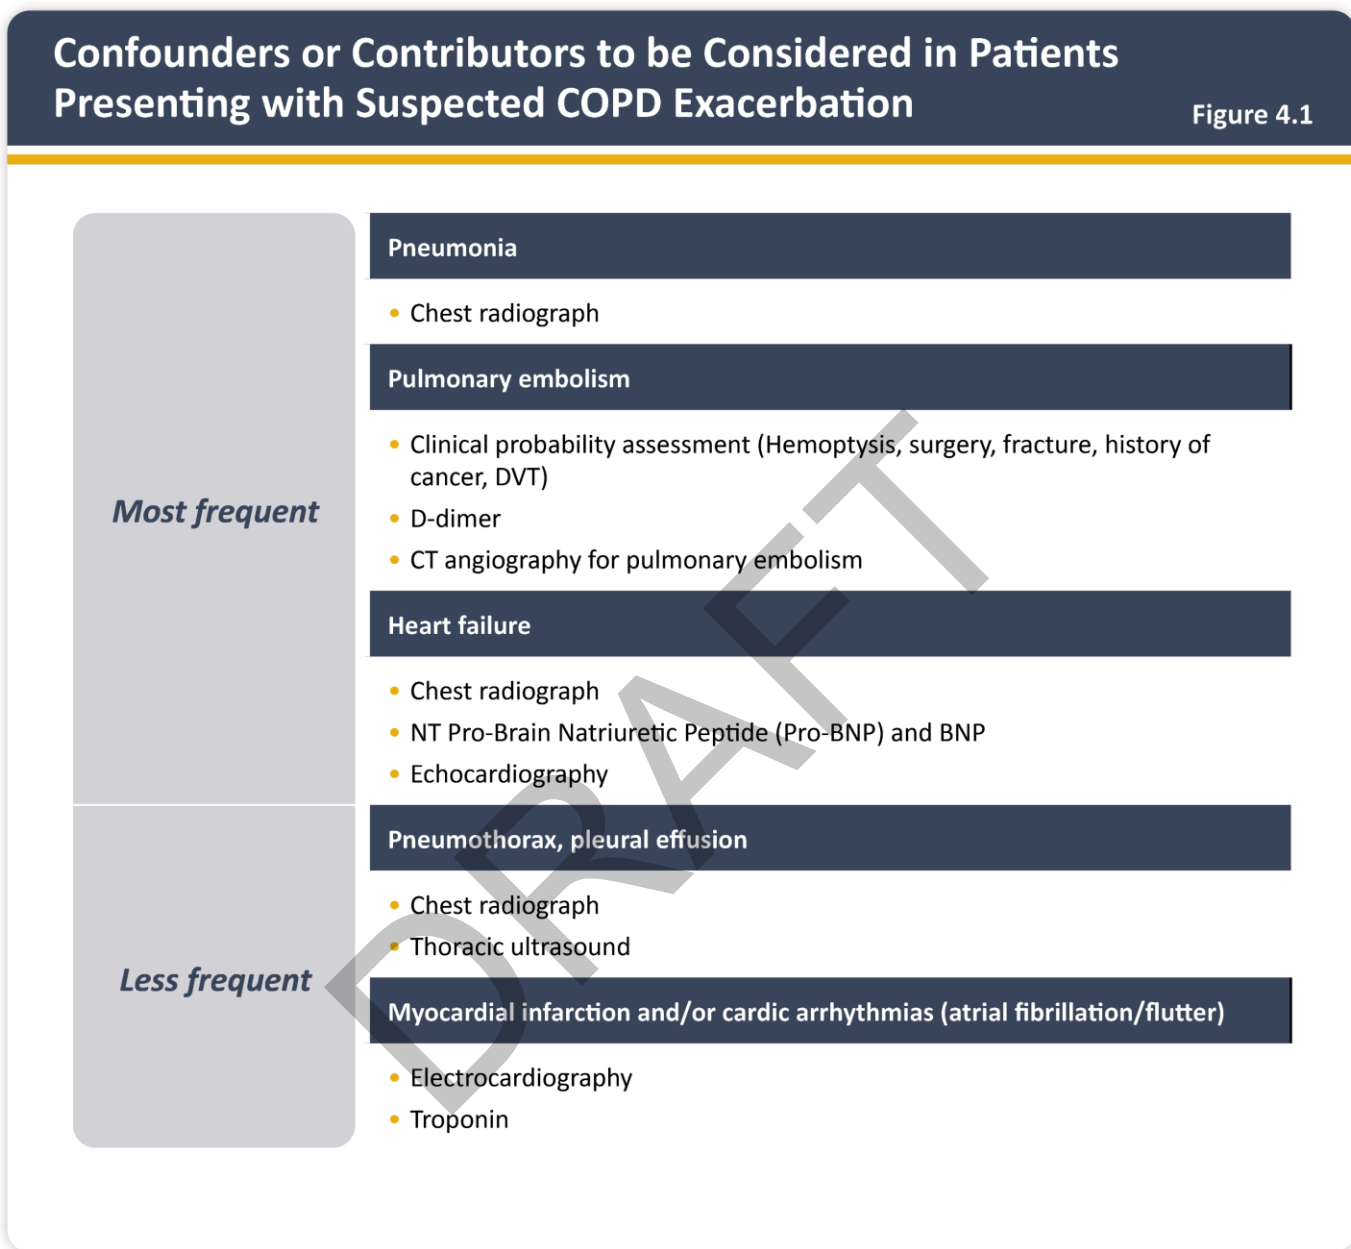 Confounders or Contributors to be Considered in Patients
Presenting with Suspected COPD Exacerbation
Figure 4.1
Most frequent
Pneumonia
• Chest radiograph
Pulmonary embolism
• Clinical probability assessment (Hemoptysis, surgery, fracture, history of
cancer, DVT)
• D-dimer
• CT angiography for pulmonary embolism
Heart failure
• Chest radiograph
• NT Pro-Brain Natriuretic Peptide (Pro-BNP) and BNP
• Echocardiography
Less frequent
Pneumothorax, pleural effusion
• Chest radiograph
• Thoracic ultrasound
Myocardial infarction and/or cardic arrhythmias (atrial fibrillation/flutter)
• Electrocardiography
• Troponin
DRAFT